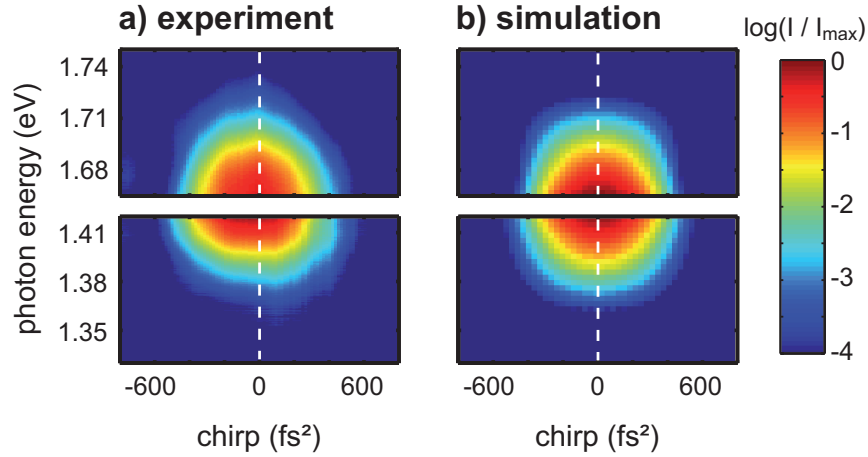 a) experiment
b) simulation
log(I / Imax)
photon energy (eV)
1.74
1.71
1.68
1.41
1.38
1.35
0
-1
-2
-3
-4
-600 0 600
-600 0 600
chirp (fs²)
chirp (fs²)